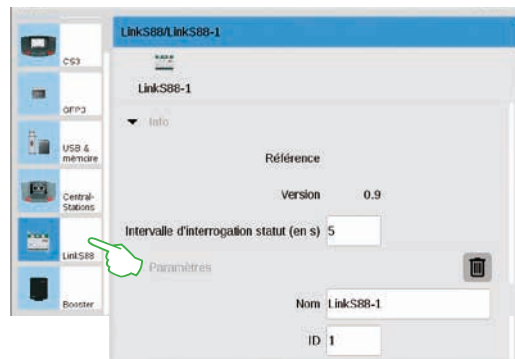 CS3
GFP3
USB &
mémoire
Central-
Stations
LinkS88
Booster
LinkS88/LinkS88-1
LinkS88-1
Info
Référence
Version 0.9
Intervalle d'interrogation statut (en s) 5
Paramètres
Nom LinkS88-1
ID 1